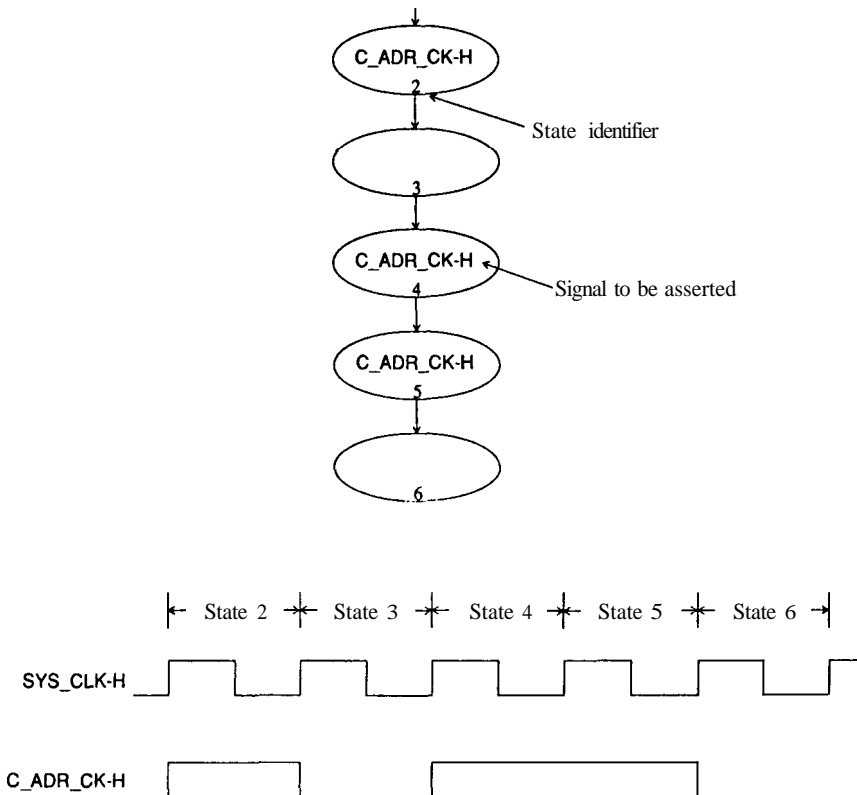 C_ADR_CK-H
2
State identifier
3
C_ADR_CK-H
4
Signal to be asserted
C_ADR_CK-H
5
6
State 2 State 3 State 4 State 5 State 6
SYS_CLK-H
C_ADR_CK-H